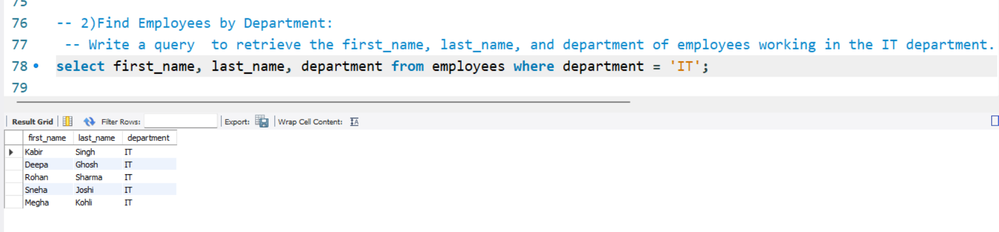 75
76 -- 2)Find Employees by Department:
77 -- Write a query  to retrieve the first_name, last_name, and department of employees working in the IT department.
78 select first_name, last_name, department from employees where department = 'IT';
79
Result Grid Filter Rows: Export: Wrap Cell Content: IA
first_name last_name department
Kabir Singh IT
Deepa Ghosh IT
Rohan Sharma IT
Sneha Joshi IT
Megha Kohli IT